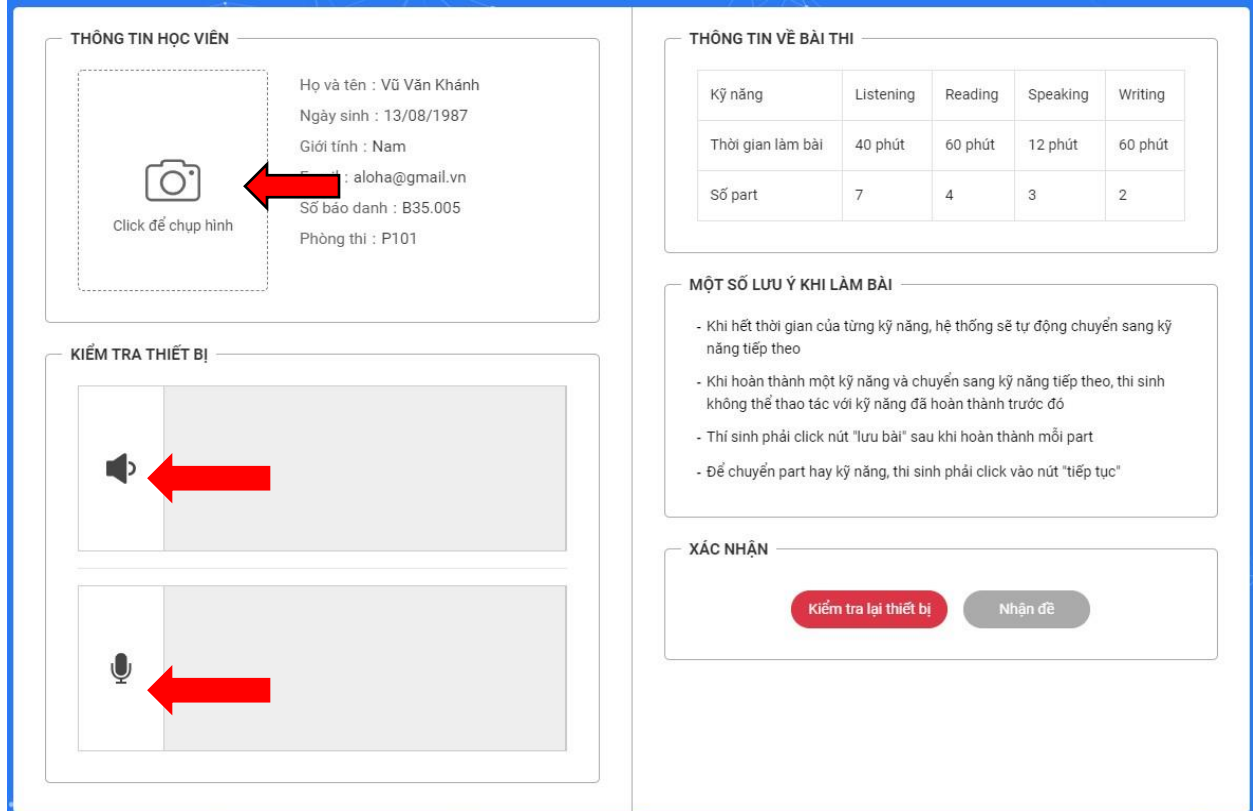 THÔNG TIN HỌC VIÊN
Click để chụp hình
Họ và tên : Vũ Văn Khánh
Ngày sinh : 13/08/1987
Giới tính : Nam
: aloha@gmail.vn
Số báo danh : B35.005
Phòng thi : P101
KIỂM TRA THIẾT BỊ
THÔNG TIN VỀ BÀI THI
Kỹ năng Listening Reading Speaking Writing
Thời gian làm bài 40 phút 60 phút 12 phút 60 phút
Số part 7 4 3 2
MỘT SỐ LƯU Ý KHI LÀM BÀI
- Khi hết thời gian của từng kỹ năng, hệ thống sẽ tự động chuyển sang kỹ
năng tiếp theo
- Khi hoàn thành một kỹ năng và chuyển sang kỹ năng tiếp theo, thi sinh
không thể thao tác với kỹ năng đã hoàn thành trước đó
- Thí sinh phải click nút "lưu bài" sau khi hoàn thành mỗi part
- Để chuyển part hay kỹ năng, thi sinh phải click vào nút "tiếp tục"
XÁC NHẬN
Kiểm tra lại thiết bị
Nhận đề